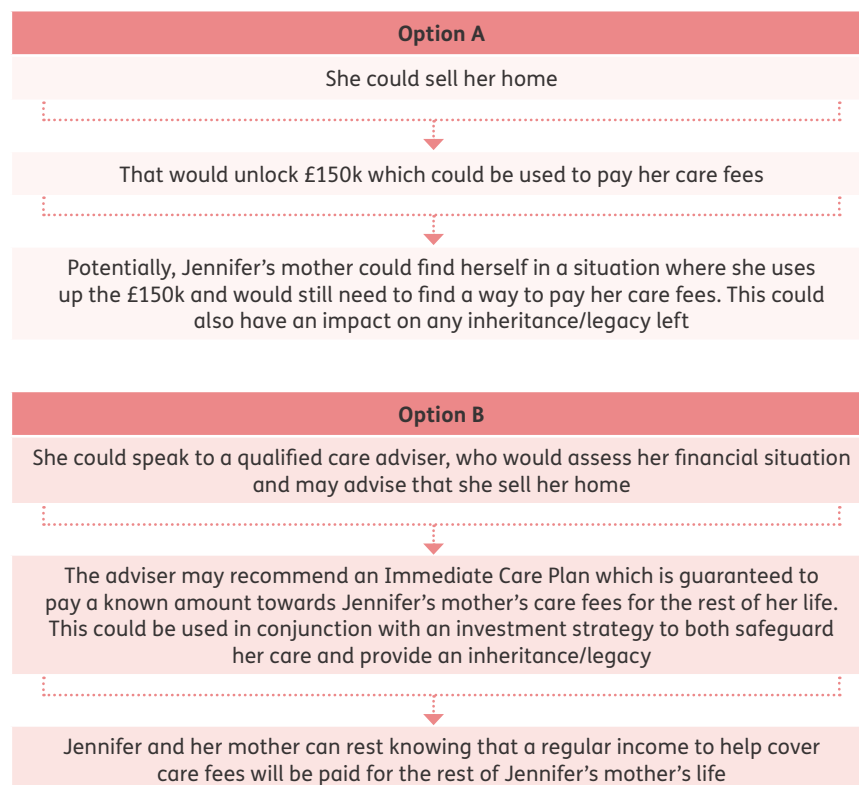 Option A
She could sell her home
That would unlock £150k which could be used to pay her care fees
Potentially, Jennifer’s mother could find herself in a situation where she uses
up the £150k and would still need to find a way to pay her care fees. This could
also have an impact on any inheritance/legacy left
Option B
She could speak to a qualified care adviser, who would assess her financial situation
and may advise that she sell her home
The adviser may recommend an Immediate Care Plan which is guaranteed to
pay a known amount towards Jennifer’s mother’s care fees for the rest of her life.
This could be used in conjunction with an investment strategy to both safeguard
her care and provide an inheritance/legacy
Jennifer and her mother can rest knowing that a regular income to help cover
care fees will be paid for the rest of Jennifer’s mother’s life